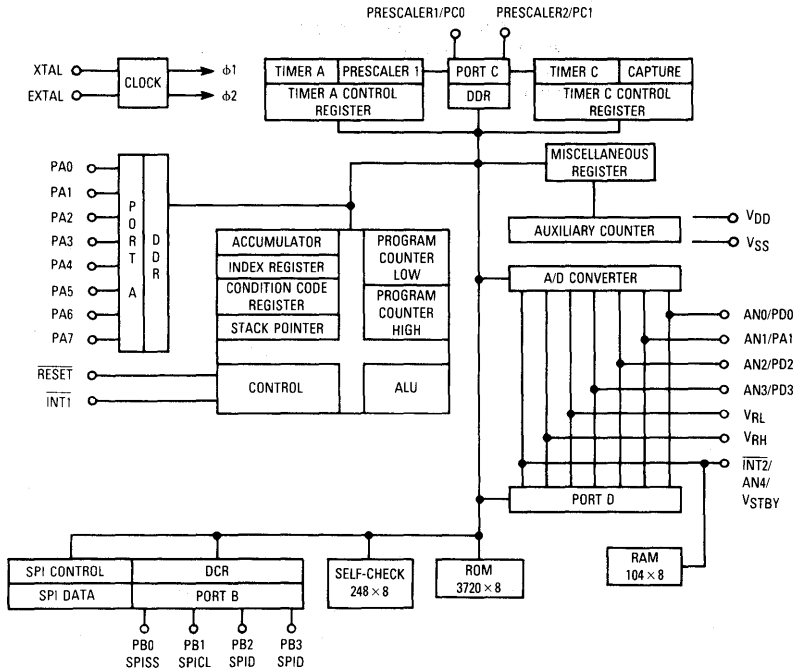 PRESCALER1/PC0 PRESCALER2/PC1
XTAL
EXTAL
CLOCK
ϕ1
ϕ2
TIMER A PRESCALER 1
TIMER A CONTROL
REGISTER
PORT C
DDR
TIMER C CAPTURE
TIMER C CONTROL
REGISTER
MISCELLANEOUS
REGISTER
AUXILIARY COUNTER
VDD
VSS
PA0
PA1
PA2
PA3
PA4
PA5
PA6
PA7
PORT A
DDR
RESET
INT1
ACCUMULATOR
INDEX REGISTER
CONDITION CODE
REGISTER
STACK POINTER
PROGRAM
COUNTER
LOW
PROGRAM
COUNTER
HIGH
CONTROL
ALU
A/D CONVERTER
AN0/PD0
AN1/PA1
AN2/PD2
AN3/PD3
VRL
VRH
INT2/
AN4/
VSTBY
PORT D
SPI CONTROL DCR
SPI DATA PORT B
SELF-CHECK
248 × 8
ROM
3720 × 8
RAM
104 × 8
PB0 PB1 PB2 PB3
SPISS SPICL SPID SPID